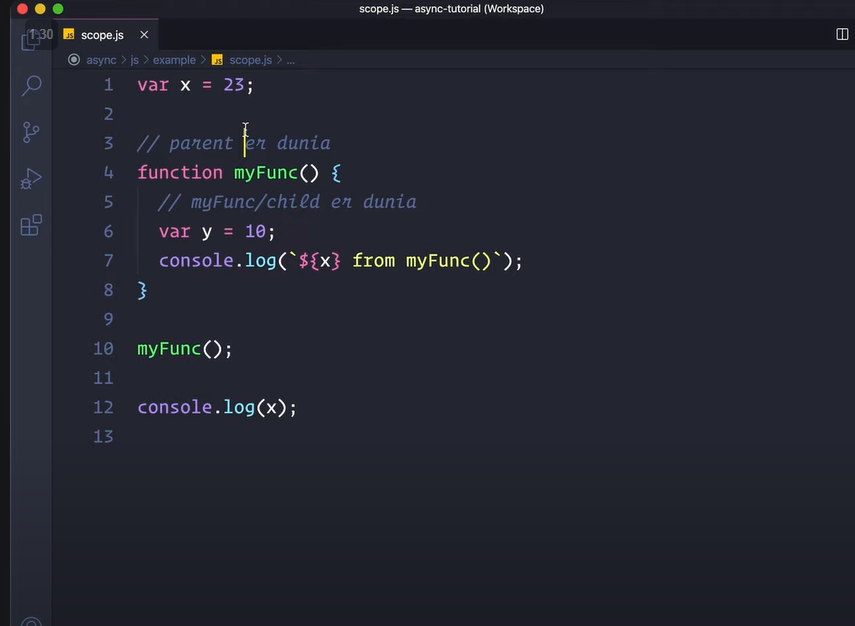 scope.js — async-tutorial (Workspace)
1:30
JS scope.js ×
async > js > example > JS scope.js > ...
1 var x = 23;
2
3 // parent er dunia
4 function myFunc() {
5 // myFunc/child er dunia
6 var y = 10;
7 console.log(`${x} from myFunc()`);
8 }
9
10 myFunc();
11
12 console.log(x);
13